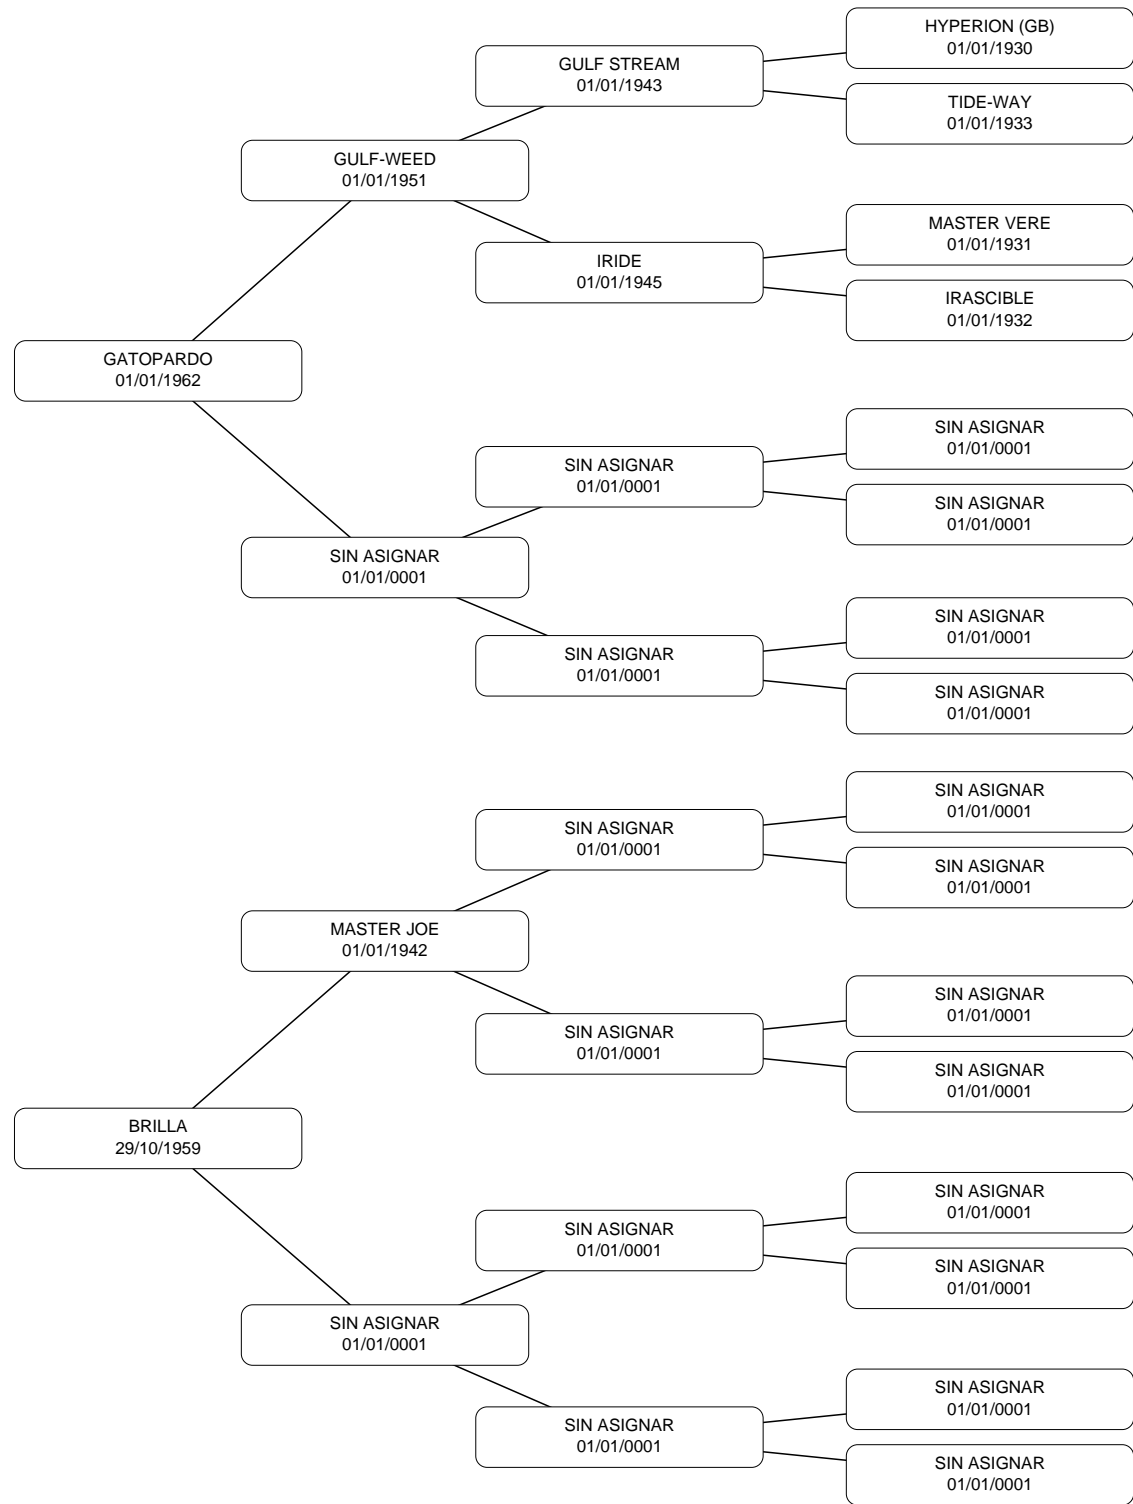 HYPERION (GB)
01/01/1930
GULF STREAM
01/01/1943
TIDE-WAY
01/01/1933
GULF-WEED
01/01/1951
MASTER VERE
01/01/1931
IRIDE
01/01/1945
IRASCIBLE
01/01/1932
GATOPARDO
01/01/1962
SIN ASIGNAR
01/01/0001
SIN ASIGNAR
01/01/0001
SIN ASIGNAR
01/01/0001
SIN ASIGNAR
01/01/0001
SIN ASIGNAR
01/01/0001
SIN ASIGNAR
01/01/0001
SIN ASIGNAR
01/01/0001
SIN ASIGNAR
01/01/0001
SIN ASIGNAR
01/01/0001
SIN ASIGNAR
01/01/0001
MASTER JOE
01/01/1942
SIN ASIGNAR
01/01/0001
SIN ASIGNAR
01/01/0001
SIN ASIGNAR
01/01/0001
BRILLA
29/10/1959
SIN ASIGNAR
01/01/0001
SIN ASIGNAR
01/01/0001
SIN ASIGNAR
01/01/0001
SIN ASIGNAR
01/01/0001
SIN ASIGNAR
01/01/0001
SIN ASIGNAR
01/01/0001
SIN ASIGNAR
01/01/0001